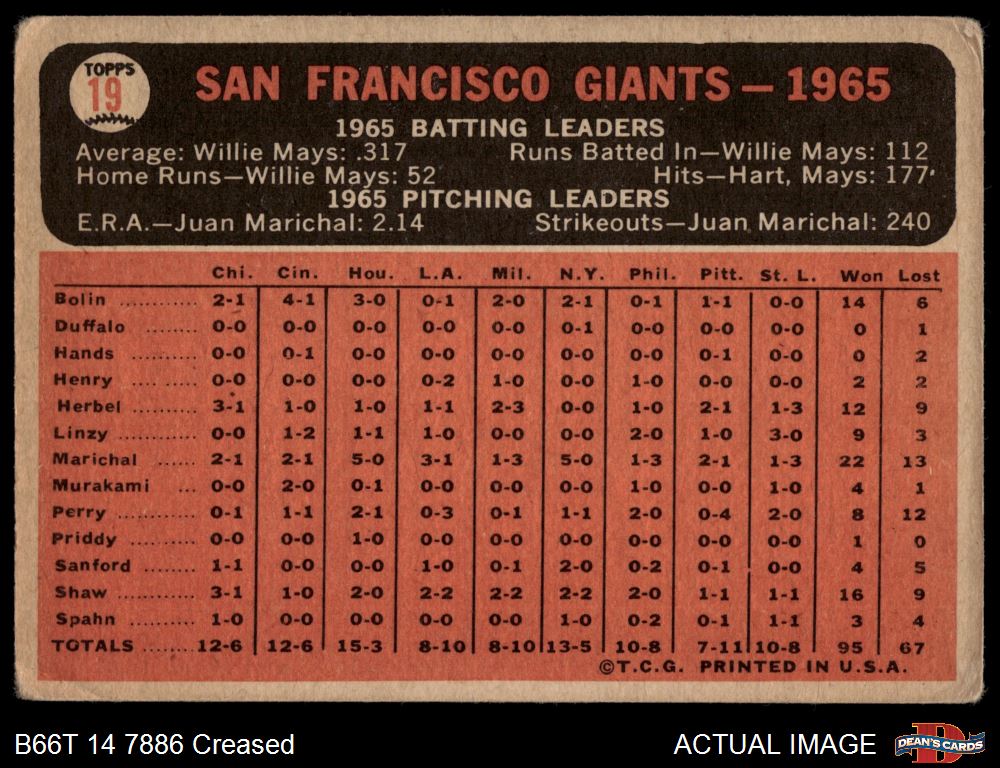 TOPPS
19
SAN FRANCISCO GIANTS — 1965
1965 BATTING LEADERS
Average: Willie Mays: .317 Runs Batted In—Willie Mays: 112
Home Runs—Willie Mays: 52 Hits—Hart, Mays: 177
1965 PITCHING LEADERS
E.R.A.—Juan Marichal: 2.14 Strikeouts—Juan Marichal: 240
Chi. Cin. Hou. L.A. Mil. N.Y. Phil. Pitt. St. L. Won Lost
Bolin ........... 2-1 4-1 3-0 0-1 2-0 2-1 0-1 1-1 0-0 14 6
Duffalo ........ 0-0 0-0 0-0 0-0 0-0 0-1 0-0 0-0 0-0 0 1
Hands .......... 0-0 0-1 0-0 0-0 0-0 0-0 0-0 0-1 0-0 0 2
Henry .... ..... 0-0 0-0 0-0 0-2 1-0 0-0 1-0 0-0 0-0 2 2
Herbel .......... 3-1 1-0 1-0 1-1 2-3 0-0 1-0 2-1 1-3 12 9
Linzy ............ 0-0 1-2 1-1 1-0 0-0 0-0 2-0 1-0 3-0 9 3
Marichal ...... 2-1 2-1 5-0 3-1 1-3 5-0 1-3 2-1 1-3 22 13
Murakami ... 0-0 2-0 0-1 0-0 0-0 0-0 1-0 0-0 1-0 4 1
Perry ............ 0-1 1-1 2-1 0-3 0-1 1-1 2-0 0-4 2-0 8 12
Priddy .......... 0-0 0-0 1-0 0-0 0-0 0-0 0-0 0-0 0-0 1 0
Sanford ........ 1-1 0-0 0-0 1-0 0-1 2-0 0-2 0-1 0-0 4 5
Shaw ............ 3-1 1-0 2-0 2-2 2-2 2-2 2-0 1-1 1-1 16 9
Spahn .......... 1-0 0-0 0-0 0-0 0-0 1-0 0-2 0-1 1-1 3 4
TOTALS ........ 12-6 12-6 15-3 8-10 8-10 13-5 10-8 7-11 10-8 95 67
©T.C.G. PRINTED IN U.S.A.
B66T 14 7886 Creased ACTUAL IMAGE DEAN'S CARDS